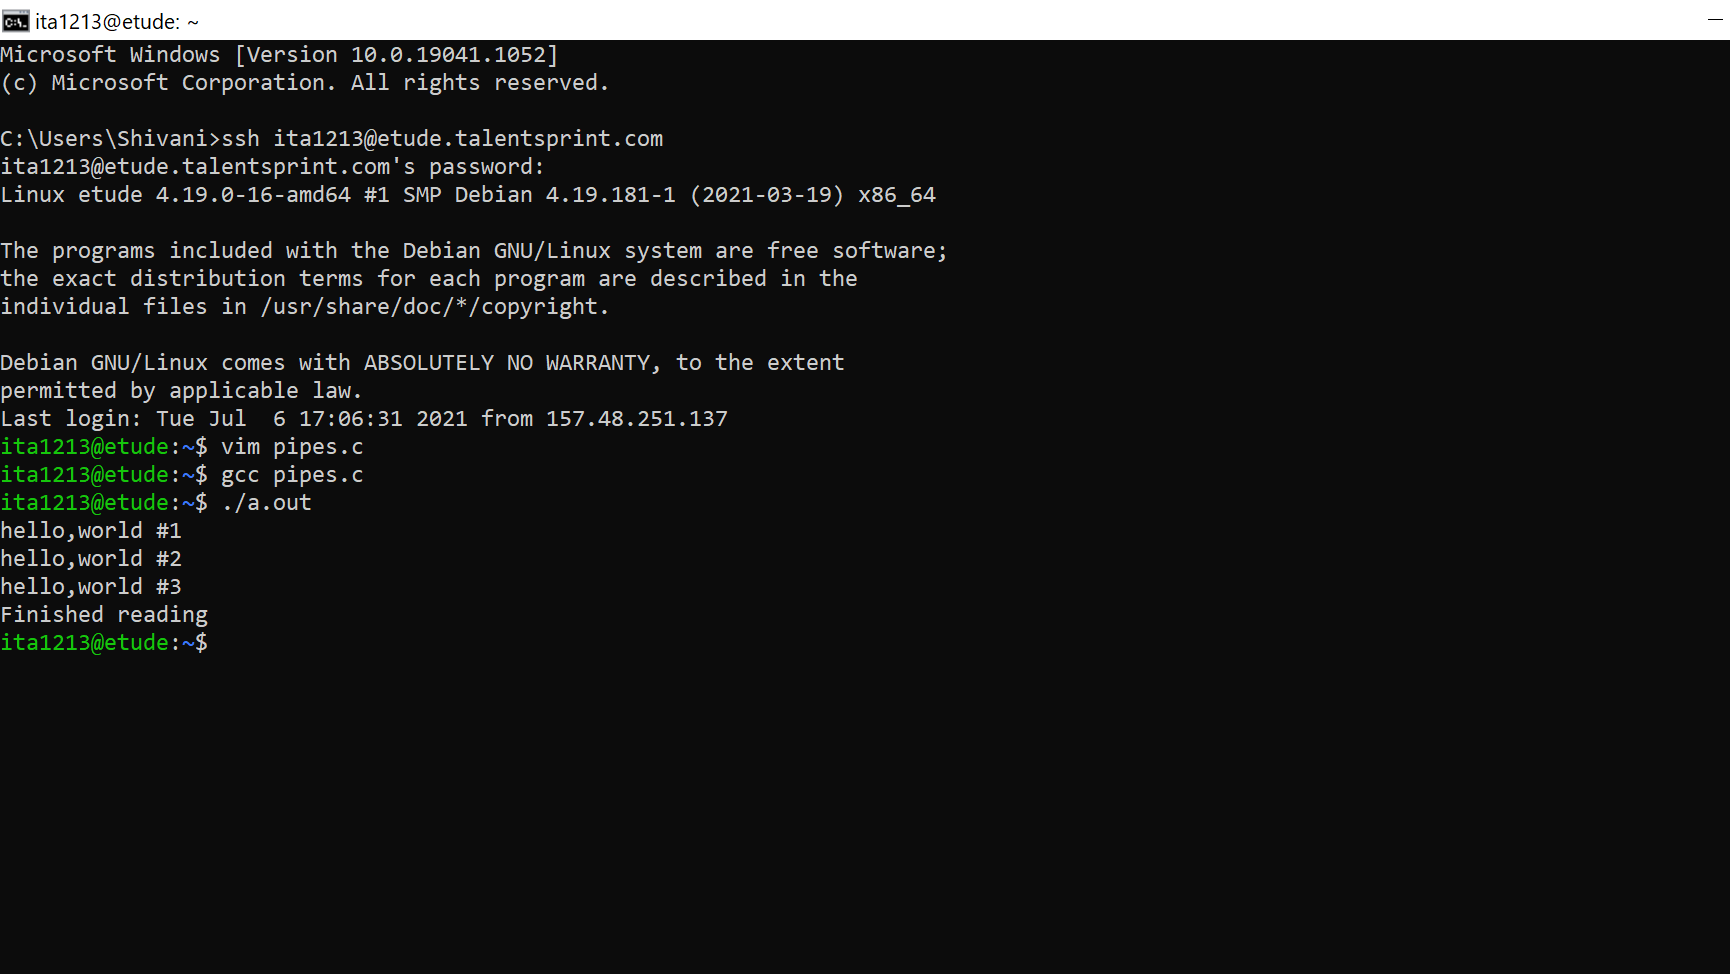 ita1213@etude: ~
Microsoft Windows [Version 10.0.19041.1052]
(c) Microsoft Corporation. All rights reserved.
C:\Users\Shivani>ssh ita1213@etude.talentsprint.com
ita1213@etude.talentsprint.com's password:
Linux etude 4.19.0-16-amd64 #1 SMP Debian 4.19.181-1 (2021-03-19) x86_64
The programs included with the Debian GNU/Linux system are free software;
the exact distribution terms for each program are described in the
individual files in /usr/share/doc/*/copyright.
Debian GNU/Linux comes with ABSOLUTELY NO WARRANTY, to the extent
permitted by applicable law.
Last login: Tue Jul  6 17:06:31 2021 from 157.48.251.137
ita1213@etude:~$ vim pipes.c
ita1213@etude:~$ gcc pipes.c
ita1213@etude:~$ ./a.out
hello,world #1
hello,world #2
hello,world #3
Finished reading
ita1213@etude:~$